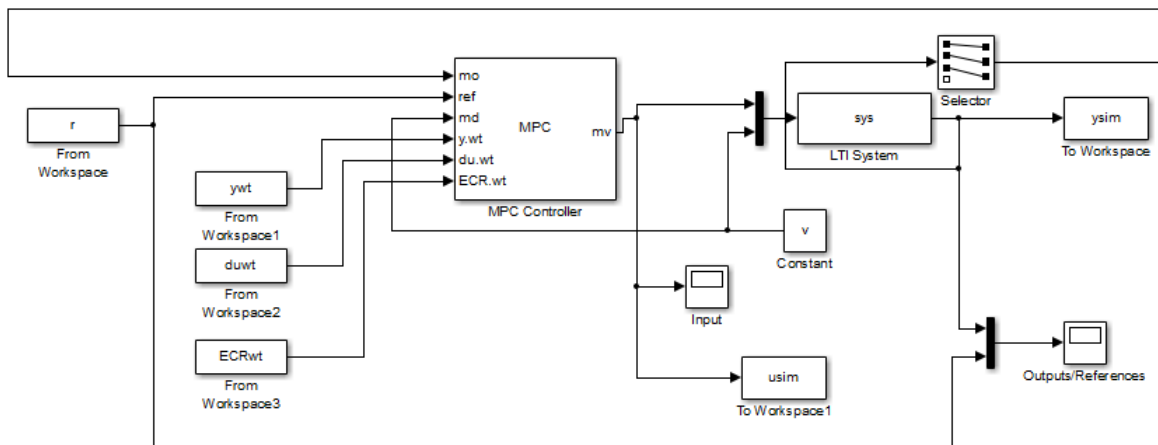 mo
ref
md
y.wt
du.wt
ECR.wt
MPC
mv
MPC Controller
r
From
Workspace
ywt
From
Workspace1
duwt
From
Workspace2
ECRwt
From
Workspace3
Selector
sys
LTI System
ysim
To Workspace
v
Constant
Input
usim
To Workspace1
Outputs/References